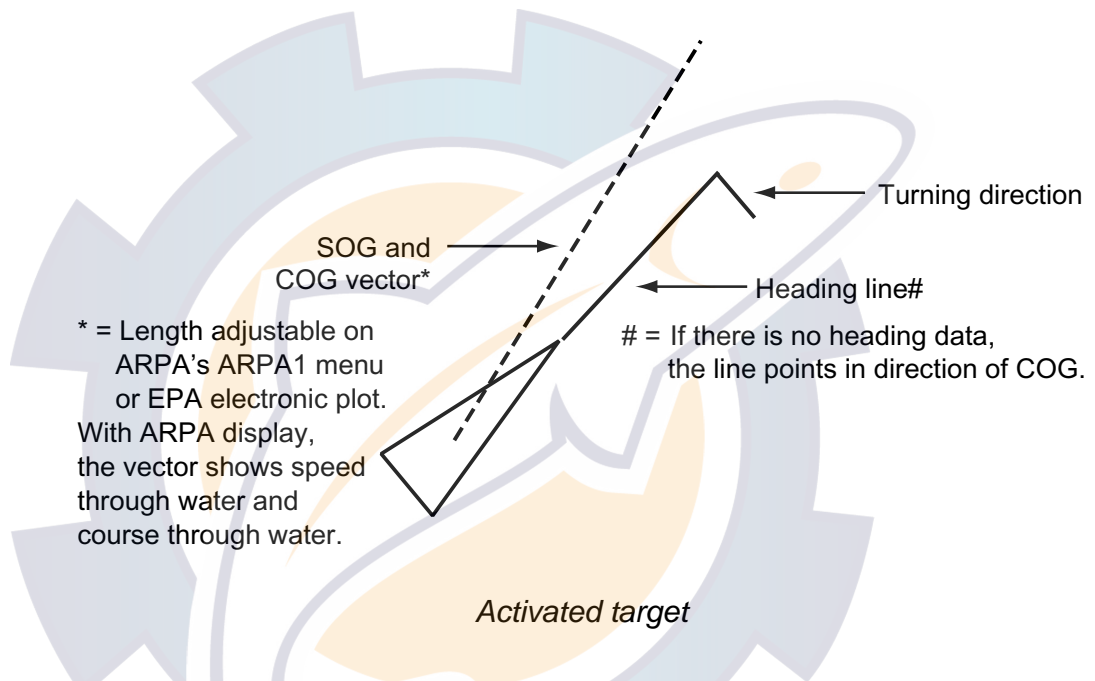 Turning direction
SOG and
COG vector*
Heading line#
* = Length adjustable on
ARPA’s ARPA1 menu
or EPA electronic plot.
With ARPA display,
the vector shows speed
through water and
course through water.
# = If there is no heading data,
the line points in direction of COG.
Activated target